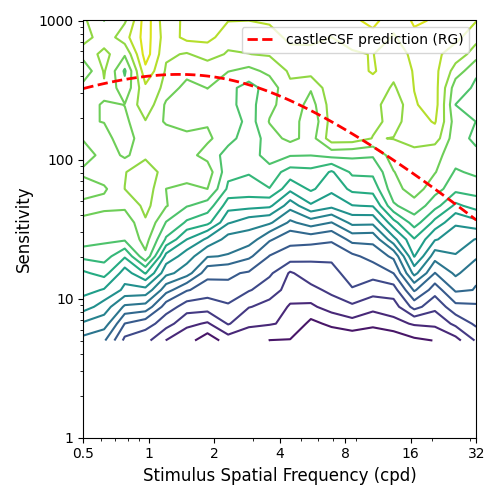 1000
castleCSF prediction (RG)
100
Sensitivity
10
1
0.5 1 2 4 8 16 32
Stimulus Spatial Frequency (cpd)